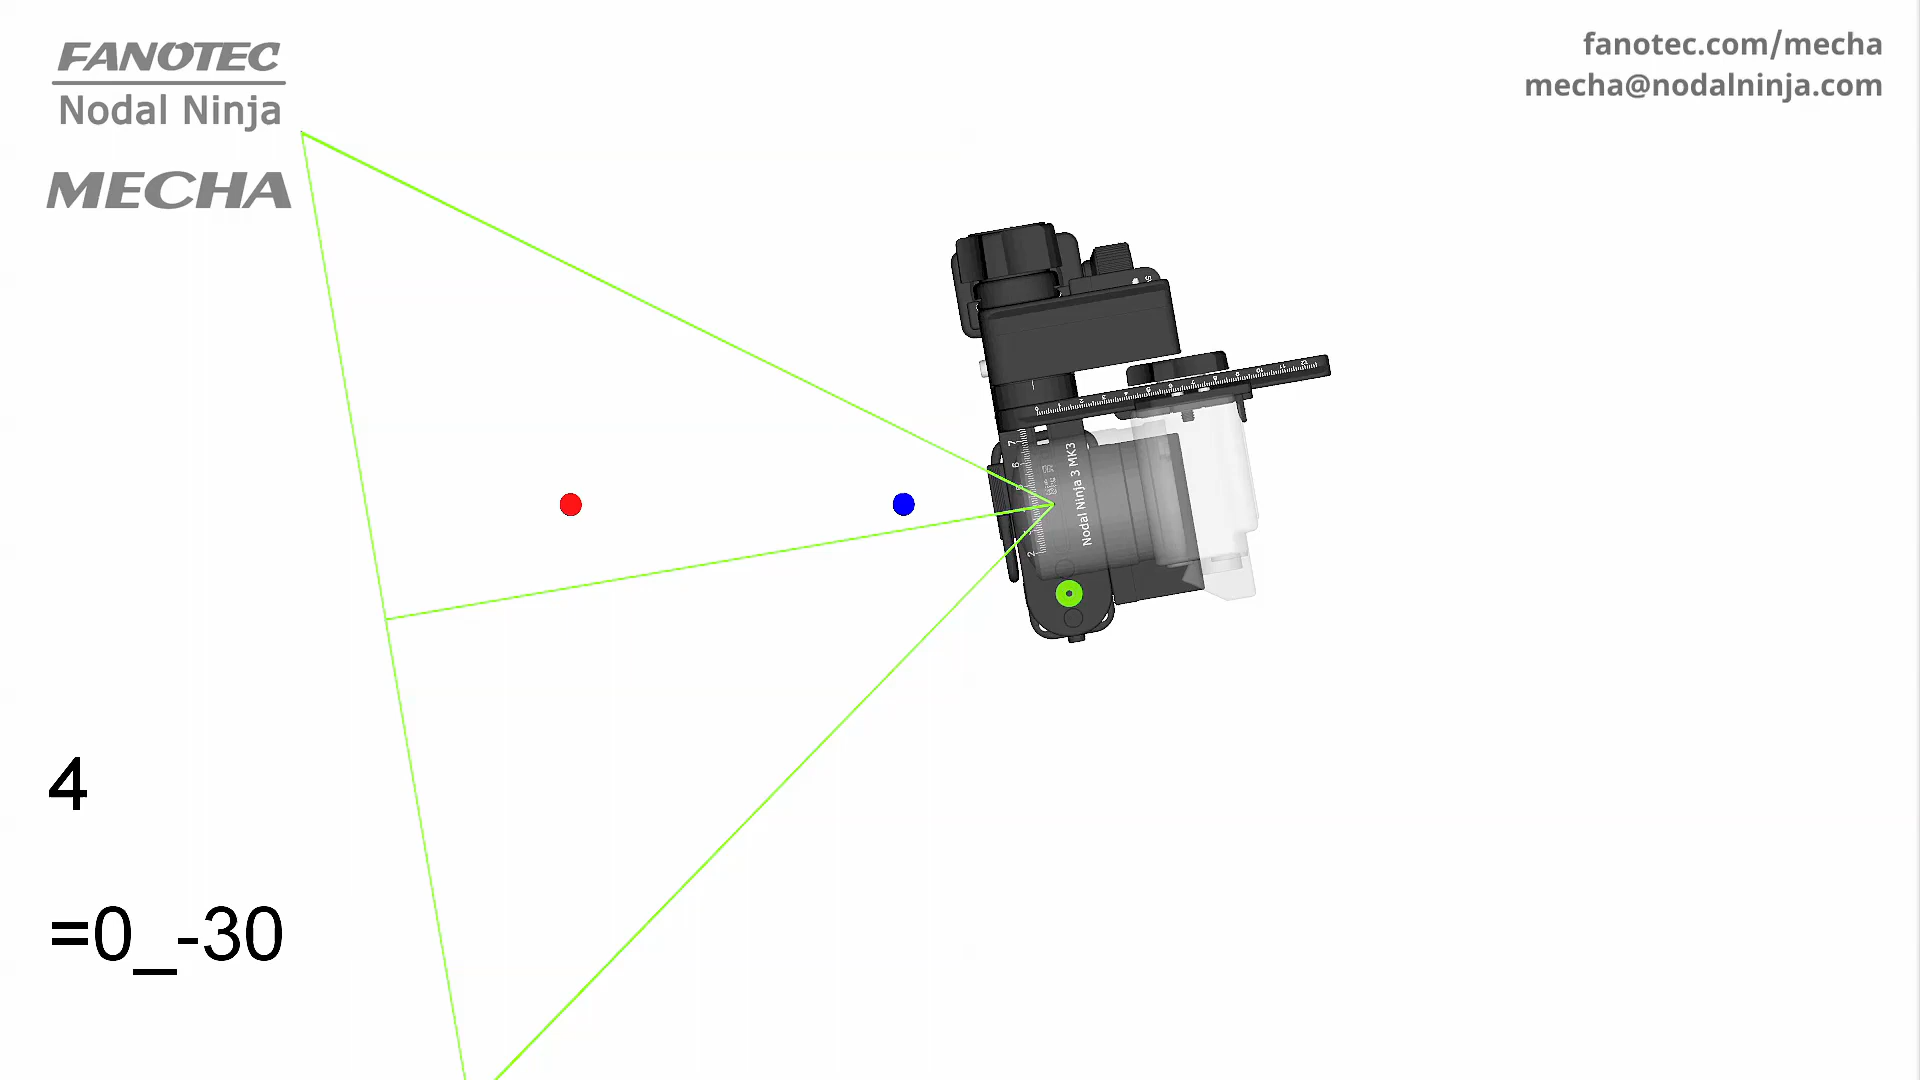 FANOTEC
Nodal Ninja
MECHA
fanotec.com/mecha
mecha@nodalninja.com
Nodal Ninja 3 MK3
4
=0_-30